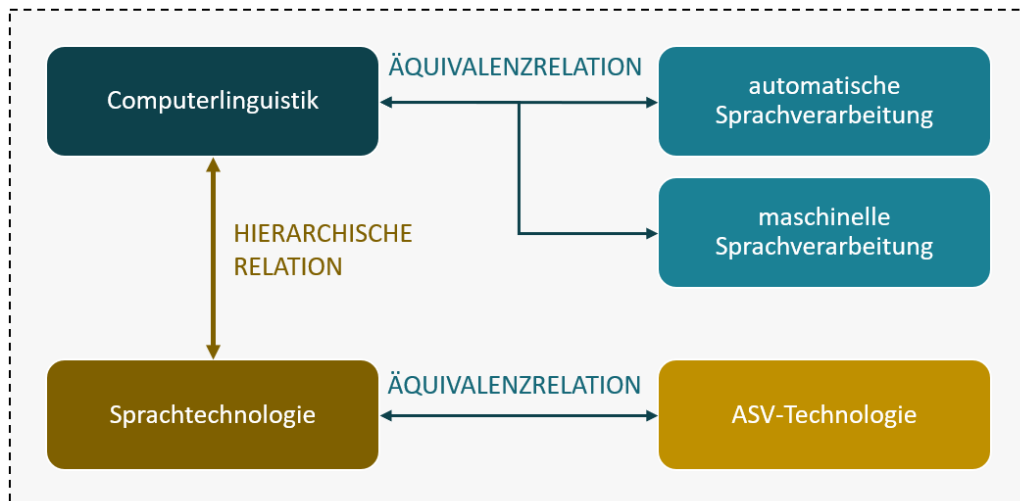 Computerlinguistik
ÄQUIVALENZRELATION
automatische
Sprachverarbeitung
maschinelle
Sprachverarbeitung
HIERARCHISCHE
RELATION
Sprachtechnologie
ÄQUIVALENZRELATION
ASV-Technologie